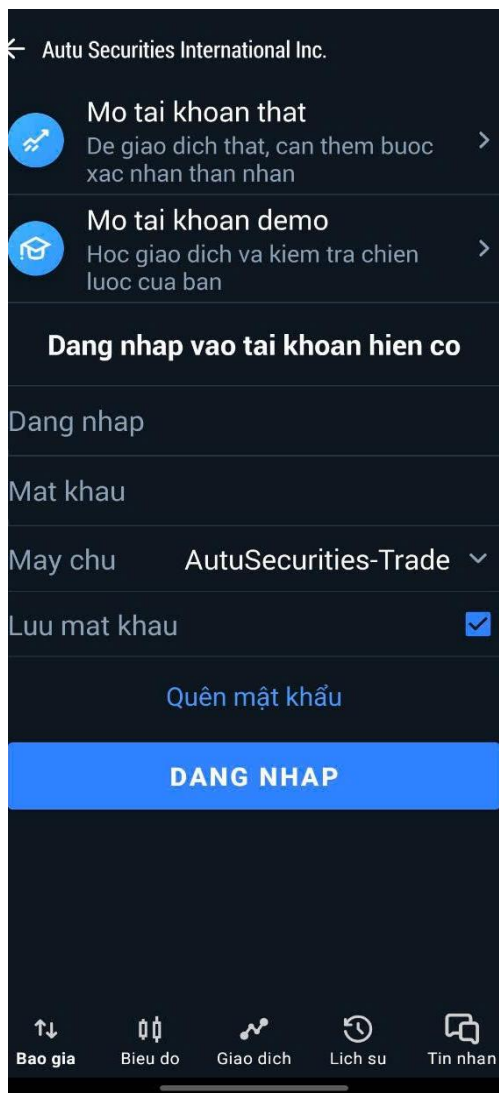 Autu Securities International Inc.
Mo tai khoan that
De giao dich that, can them buoc
xac nhan than nhan
Mo tai khoan demo
Hoc giao dich va kiem tra chien
luoc cua ban
Dang nhap vao tai khoan hien co
Dang nhap
Mat khau
May chu AutuSecurities-Trade
Luu mat khau
Quên mật khẩu
DANG NHAP
Bao gia Bieu do Giao dich Lich su Tin nhan